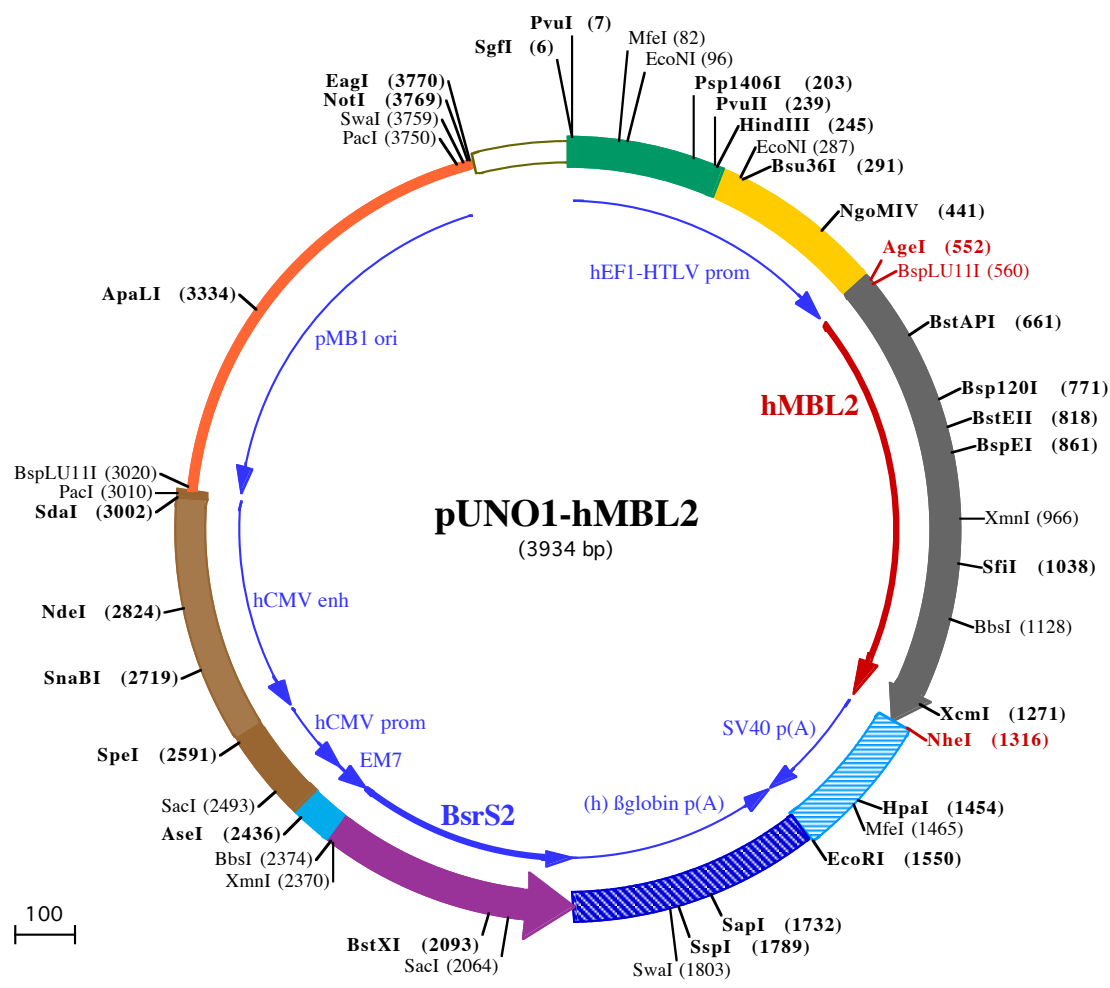 PvuI (7)
SgfI (6)
MfeI (82)
EcoNI (96)
EagI (3770)
Psp1406I (203)
NotI (3769)
PvuII (239)
SwaI (3759)
HindIII (245)
PacI (3750)
EcoNI (287)
Bsu36I (291)
NgoMIV (441)
AgeI (552)
BspLU11I (560)
hEF1-HTLV prom
ApaLI (3334)
BstAPI (661)
pMB1 ori
Bsp120I (771)
hMBL2
BstEII (818)
BspEI (861)
BspLU11I (3020)
PacI (3010)
SdaI (3002)
pUNO1-hMBL2
(3934 bp)
XmnI (966)
SfiI (1038)
hCMV enh
NdeI (2824)
BbsI (1128)
SnaBI (2719)
XcmI (1271)
hCMV prom
SV40 p(A)
NheI (1316)
SpeI (2591)
EM7
SacI (2493)
BsrS2
(h) ßglobin p(A)
HpaI (1454)
MfeI (1465)
AseI (2436)
BbsI (2374)
EcoRI (1550)
XmnI (2370)
100
SapI (1732)
BstXI (2093)
SspI (1789)
SacI (2064)
SwaI (1803)